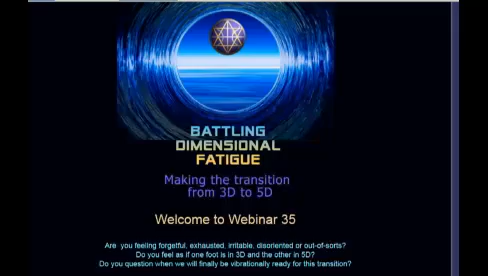 BATTLING
DIMENSIONAL
FATIGUE
Making the transition
from 3D to 5D
Welcome to Webinar 35
Are you feeling forgetful, exhausted, irritable, disoriented or out-of-sorts?
Do you feel as if one foot is in 3D and the other in 5D?
Do you question when we will finally be vibrationally ready for this transition?